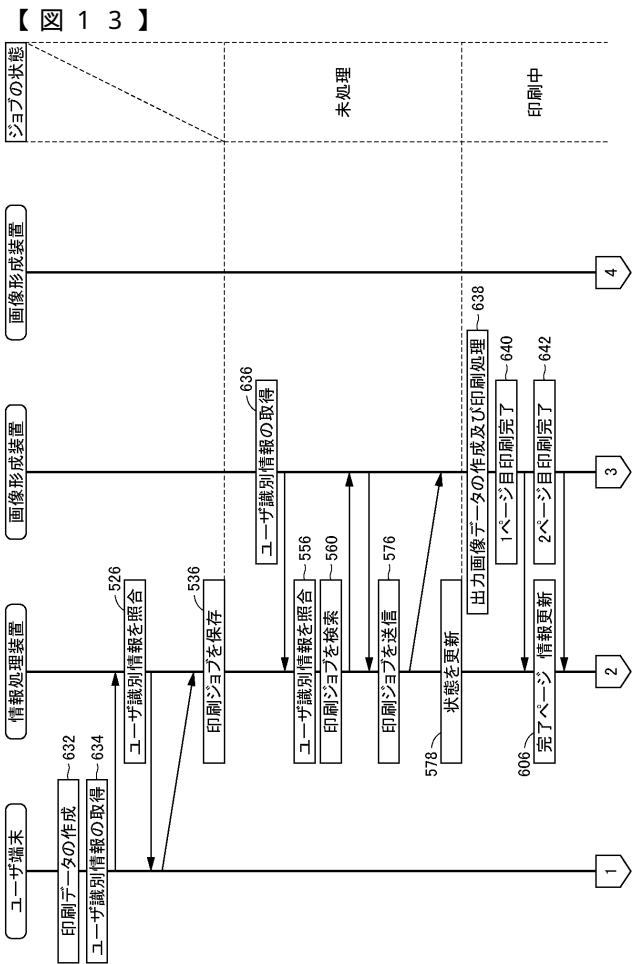 【図１３】
ユーザ端末
情報処理装置
画像形成装置
画像形成装置
ジョブの状態
印刷データの作成
632
ユーザ識別情報の取得
634
ユーザ識別情報を照合
526
印刷ジョブを保存
536
ユーザ識別情報の取得
636
未処理
ユーザ識別情報を照合
556
印刷ジョブを検索
560
印刷ジョブを送信
576
状態を更新
578
出力画像データの作成及び印刷処理
638
1ページ目印刷完了
640
印刷中
完了ページ 情報更新
606
2ページ目印刷完了
642
1
2
3
4